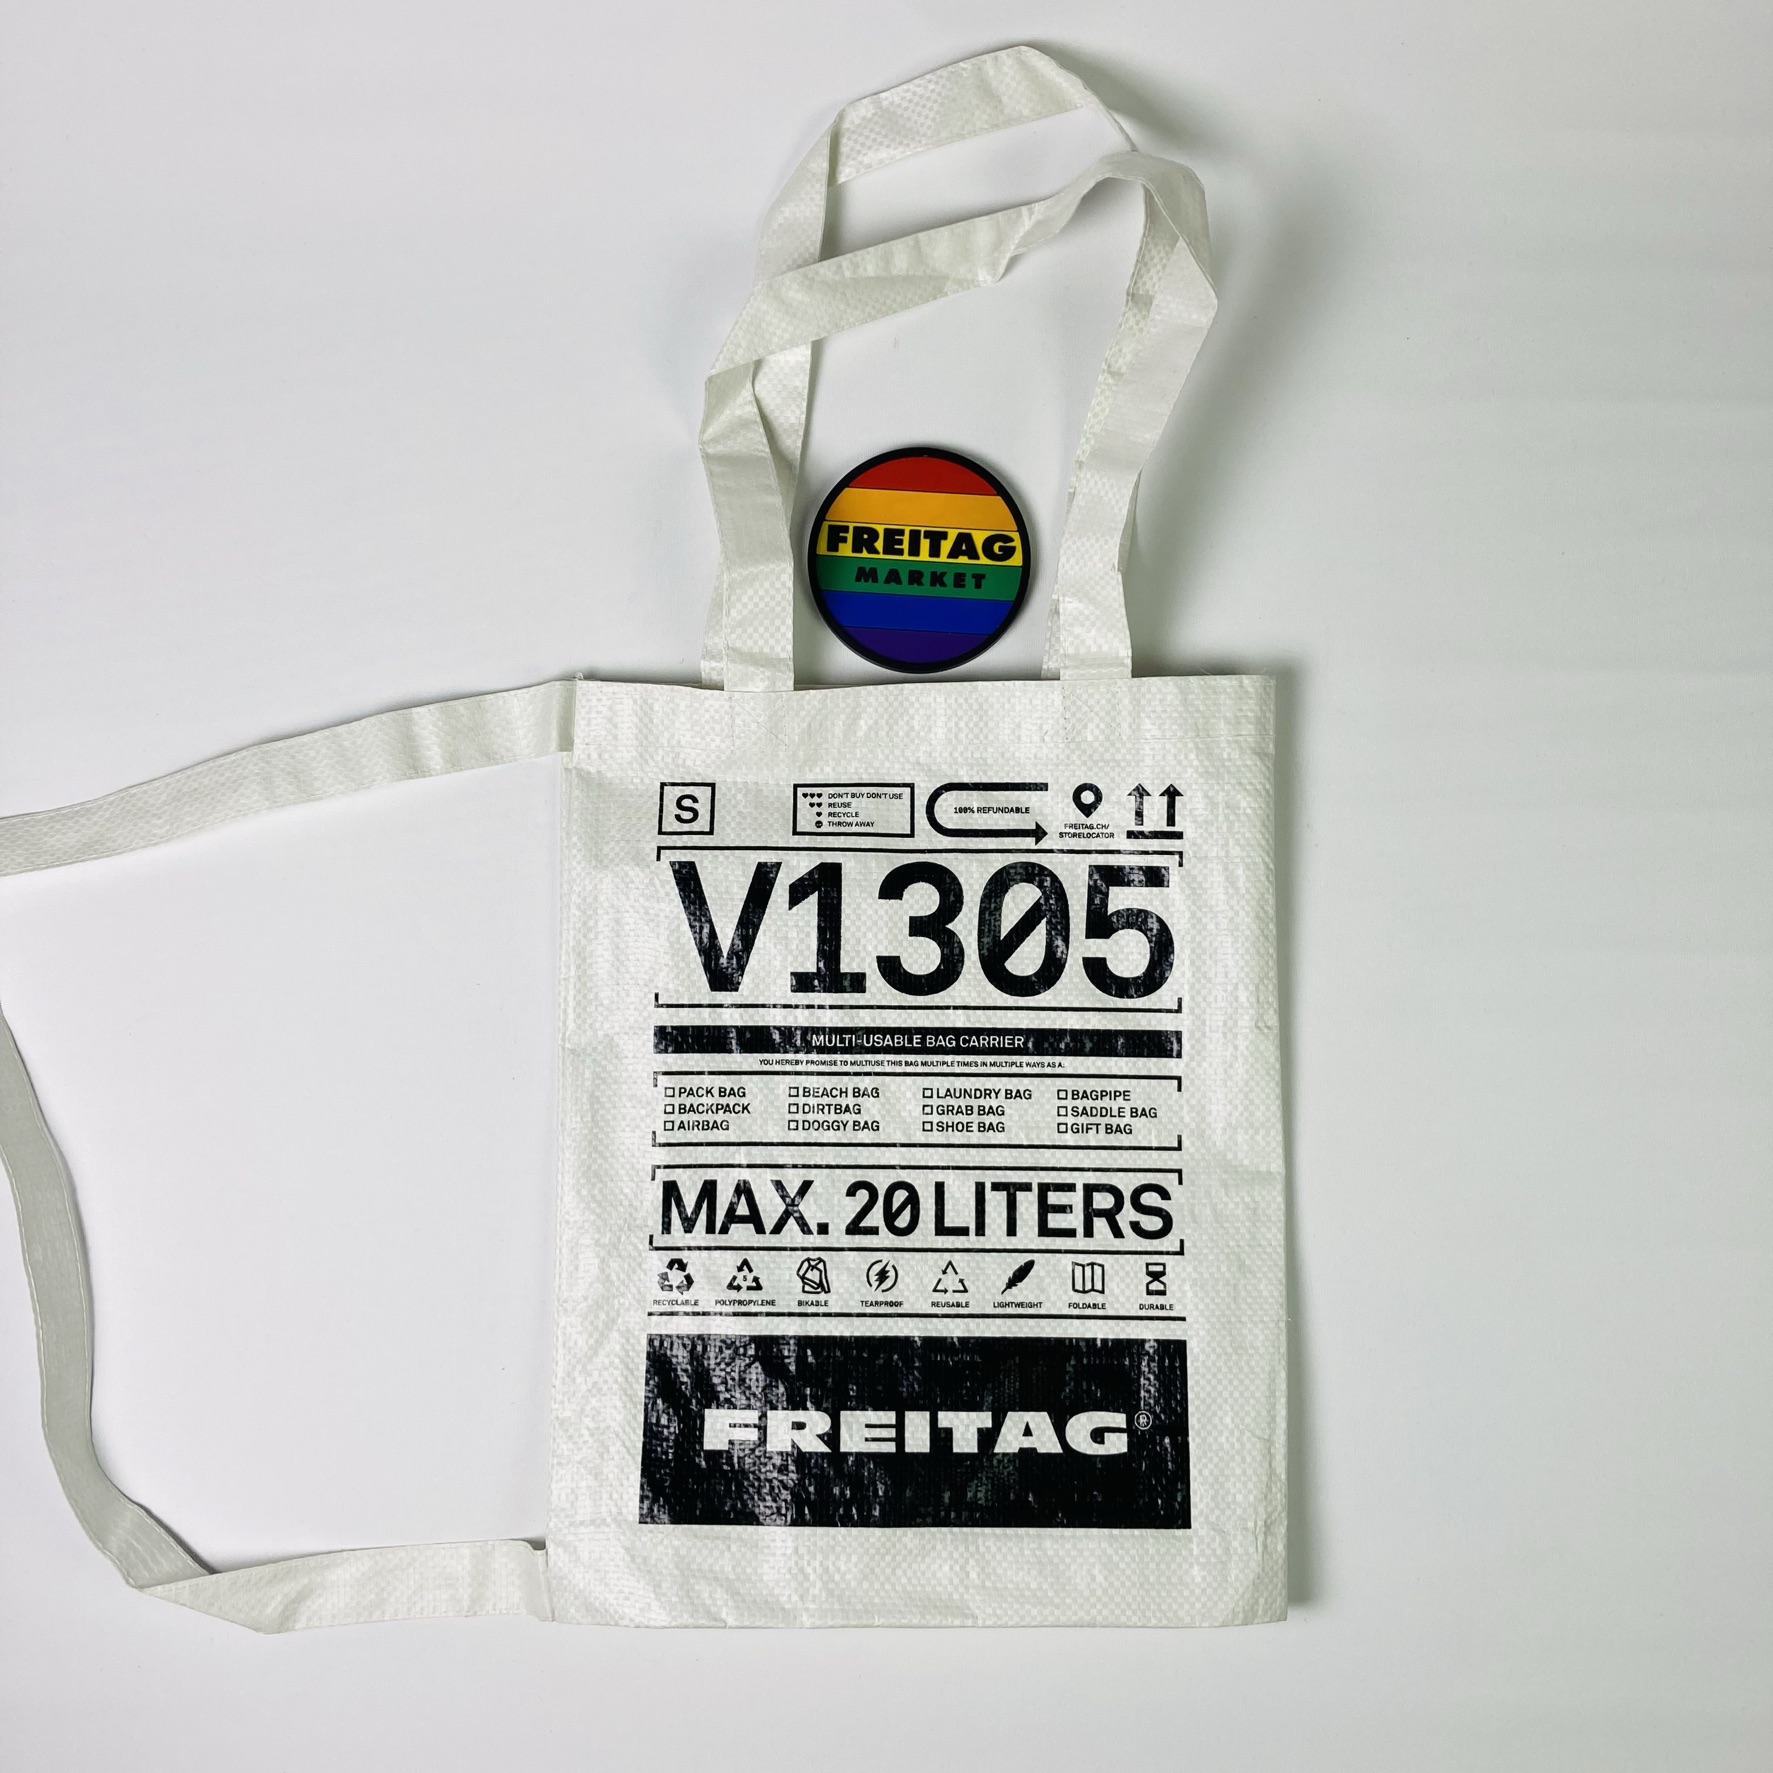 FREITAG
MARKET
S
DON'T BUY DON'T USE
REUSE
RECYCLE
THROW AWAY
100% REFUNDABLE
FREITAG.CH/
STORELOCATOR
V1305
MULTI-USABLE BAG CARRIER
YOU HEREBY PROMISE TO MULTIUSE THIS BAG MULTIPLE TIMES IN MULTIPLE WAYS AS A:
PACK BAG BEACH BAG LAUNDRY BAG BAGPIPE
BACKPACK DIRTBAG GRAB BAG SADDLE BAG
AIRBAG DOGGY BAG SHOE BAG GIFT BAG
MAX. 20 LITERS
5
RECYCLABLE POLYPROPYLENE BIKABLE TEARPROOF REUSABLE LIGHTWEIGHT FOLDABLE DURABLE
FREITAG®